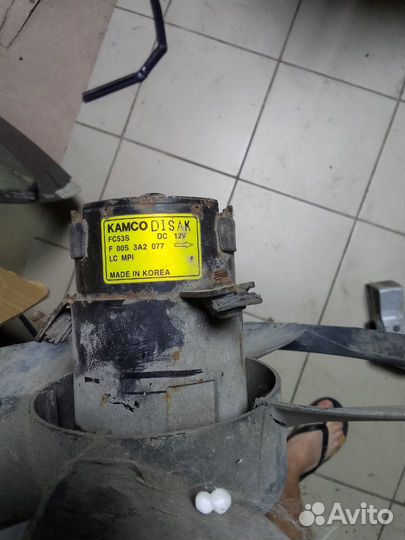 KAMCO DISAK
FC53S DC 12V
F 00S 3A2 077
LC MPI
MADE IN KOREA
Avito